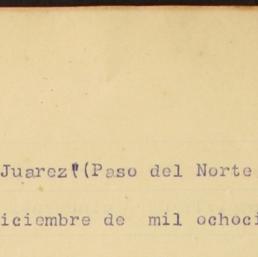 Juarez"(Paso del Norte
iciembre de mil ochoci